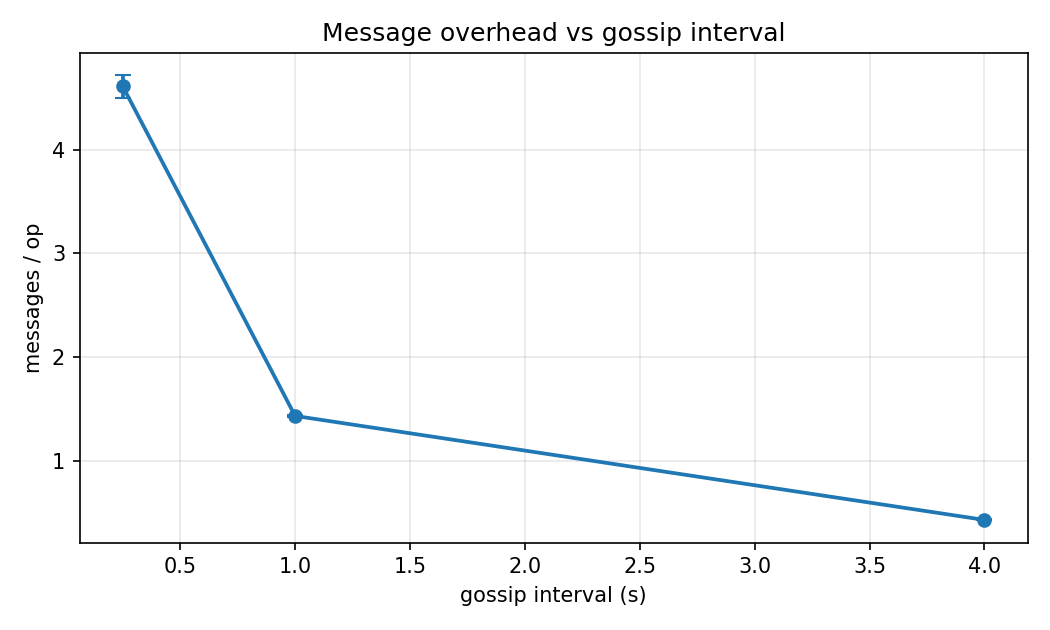 Message overhead vs gossip interval
messages / op
4
3
2
1
0.5 1.0 1.5 2.0 2.5 3.0 3.5 4.0
gossip interval (s)